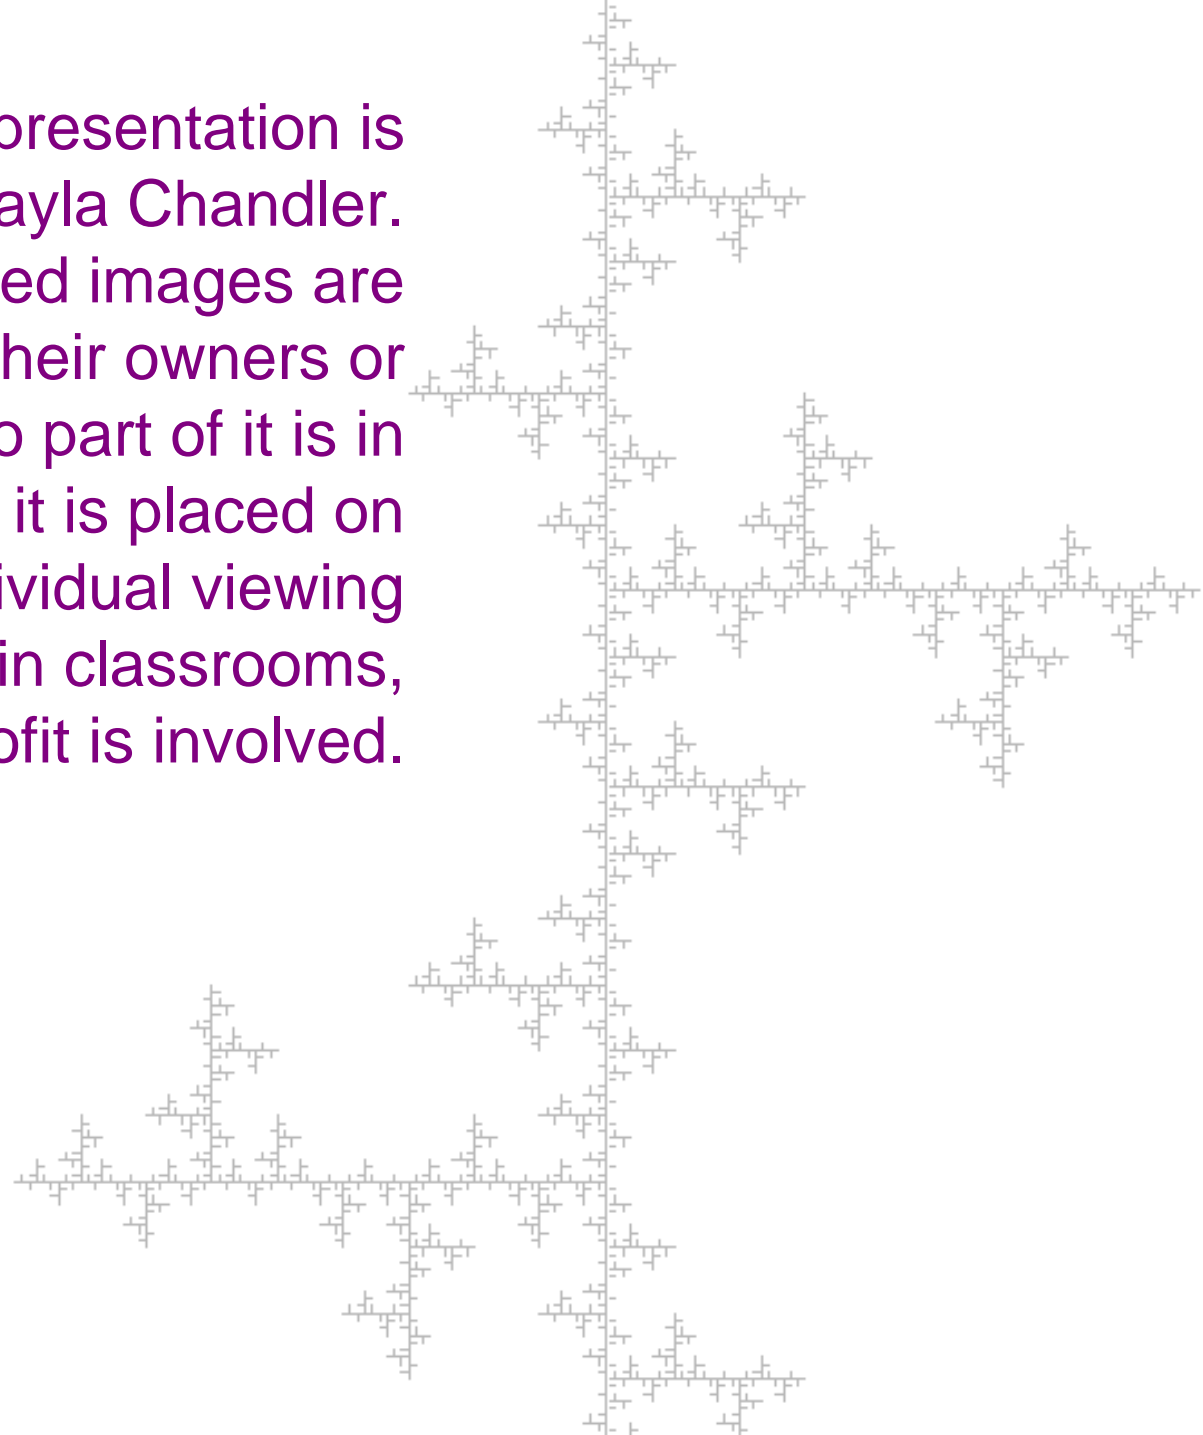 presentation is
ayla Chandler.
ed images are
heir owners or
o part of it is in
it is placed on
ividual viewing
in classrooms,
ofit is involved.